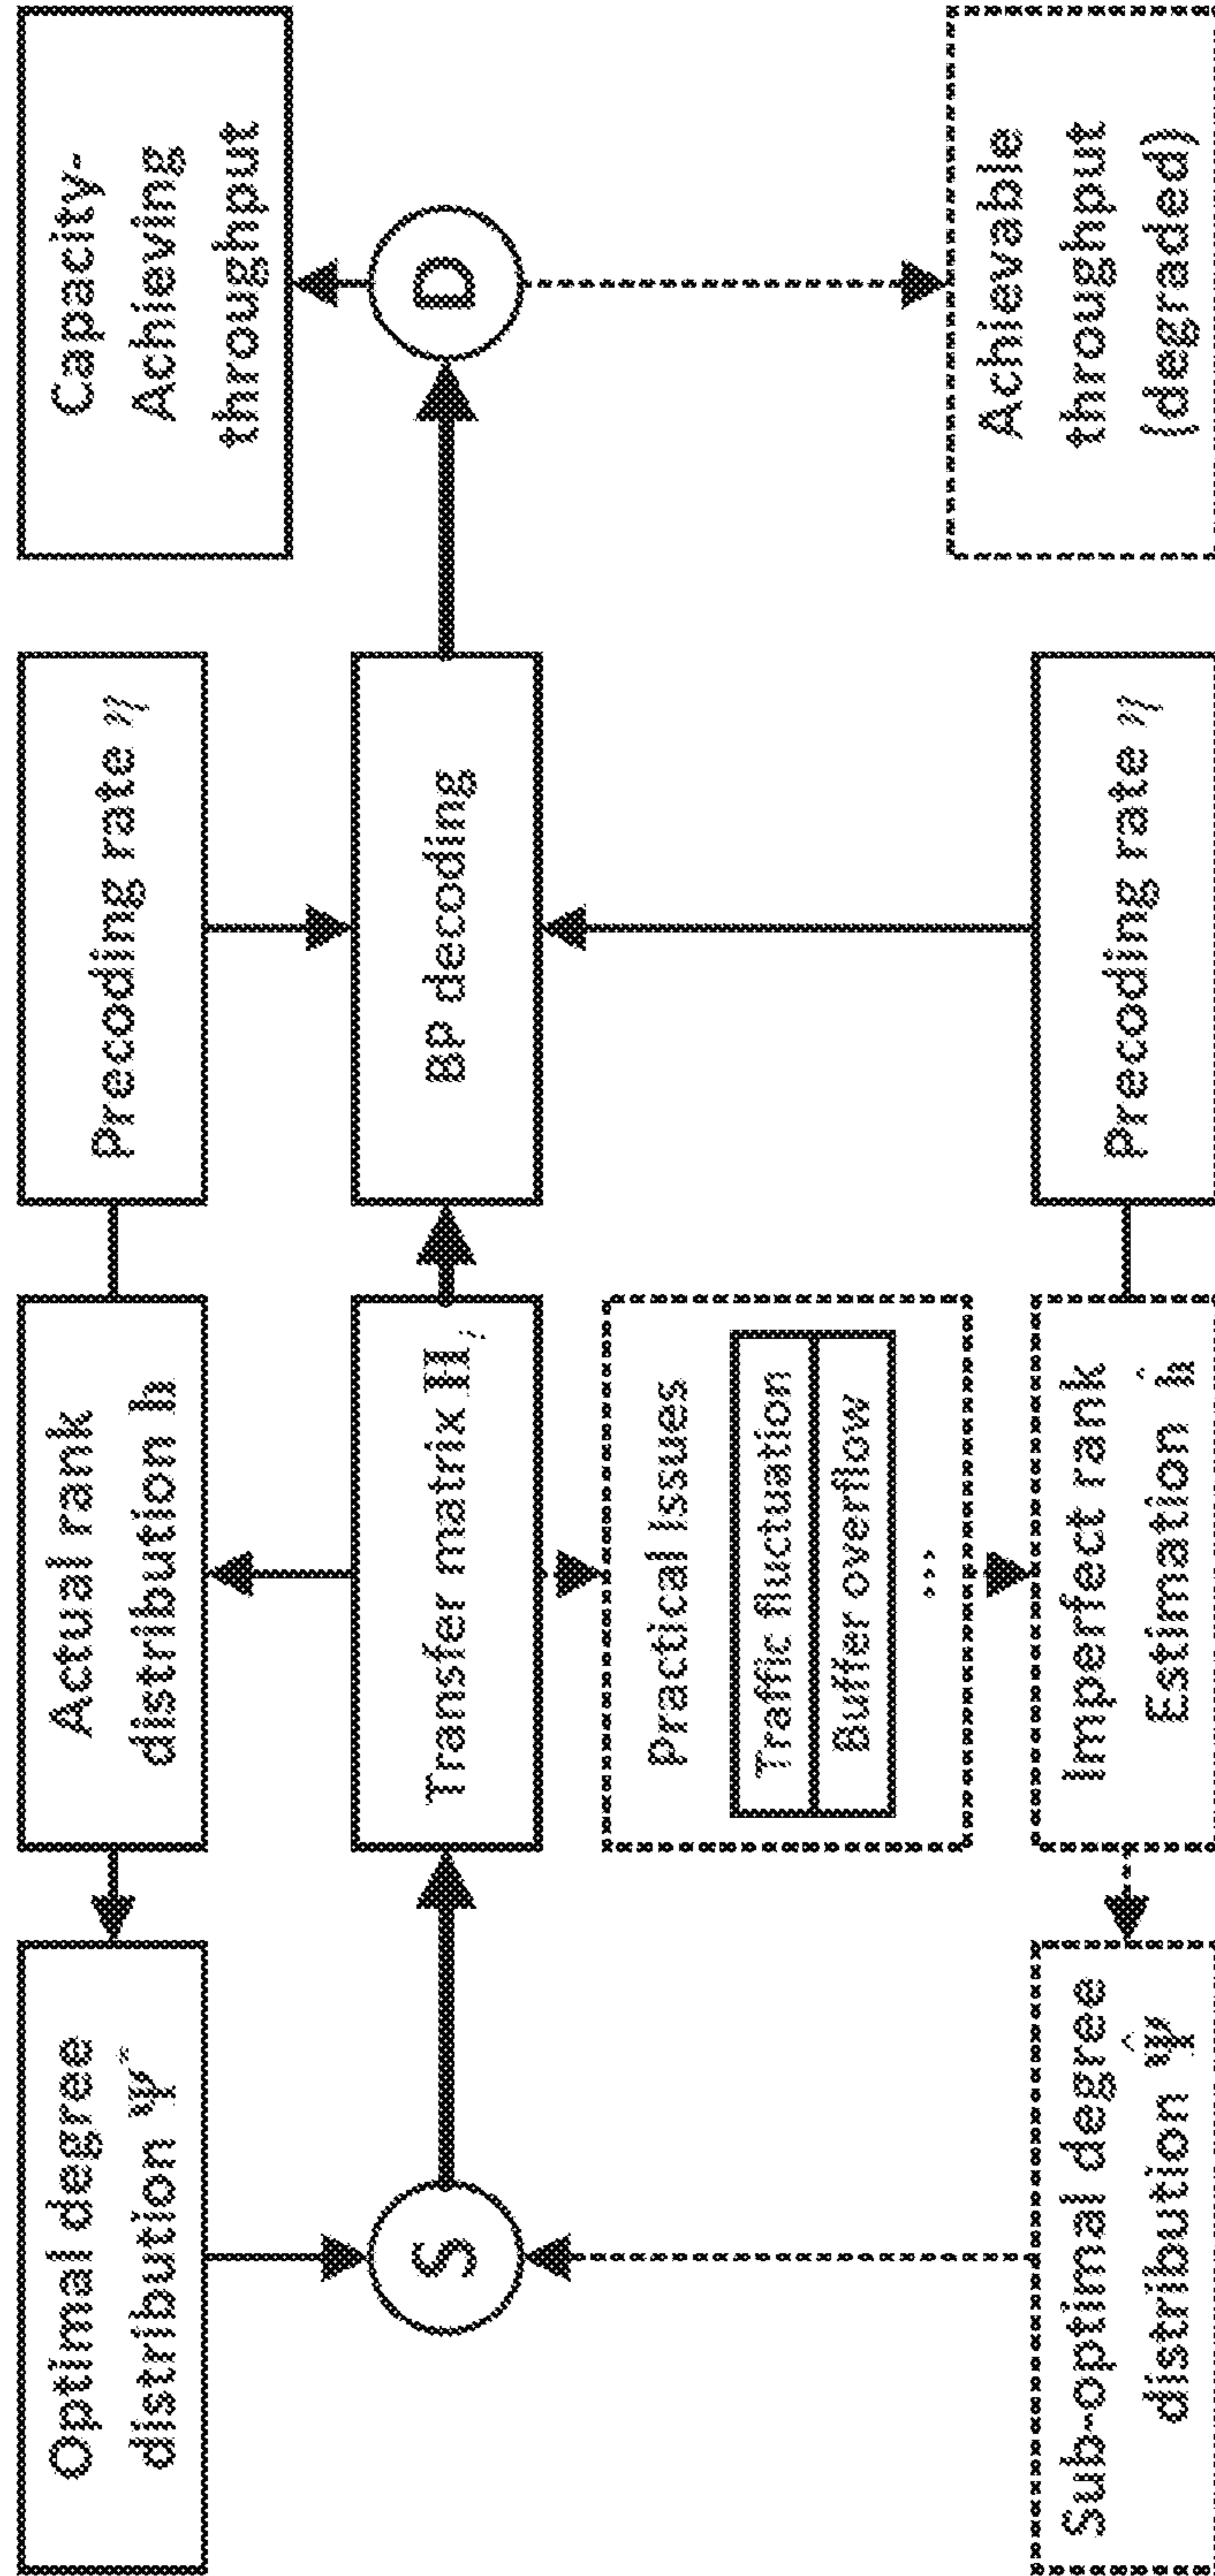 Optimal degree
distribution Ψ*
Actual rank
distribution h
Precoding rate η
Capacity-
Achieving
throughput
S
Transfer matrix H_i
BP decoding
D
Practical Issues
Traffic fluctuation
Buffer overflow
...
Sub-optimal degree
distribution Ψ̂
Imperfect rank
Estimation ĥ
Precoding rate η
Achievable
throughput
(degraded)